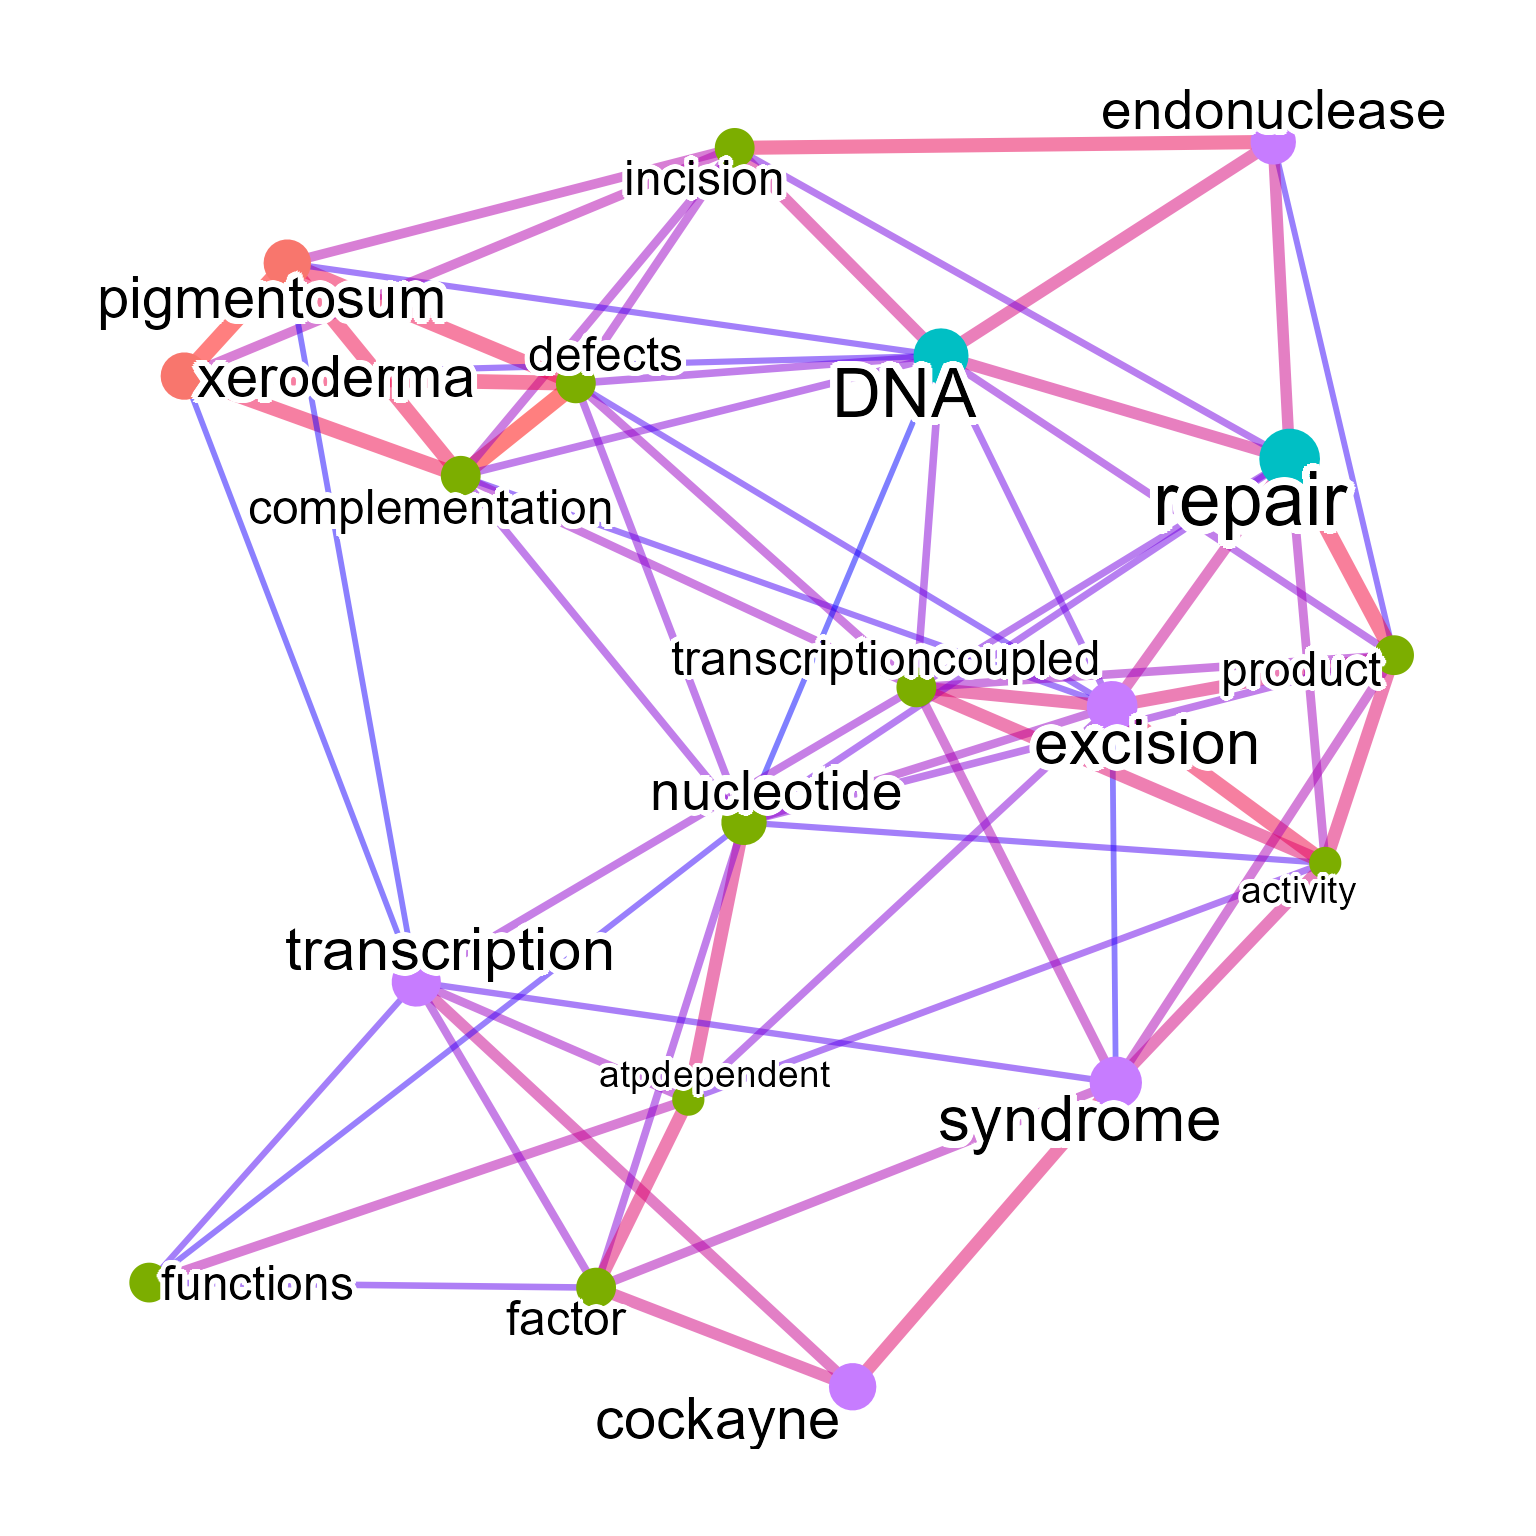 endonuclease
incision
pigmentosum
defects
xeroderma
DNA
repair
complementation
transcriptioncoupled
product
excision
nucleotide
activity
transcription
atpdependent
syndrome
functions
factor
cockayne